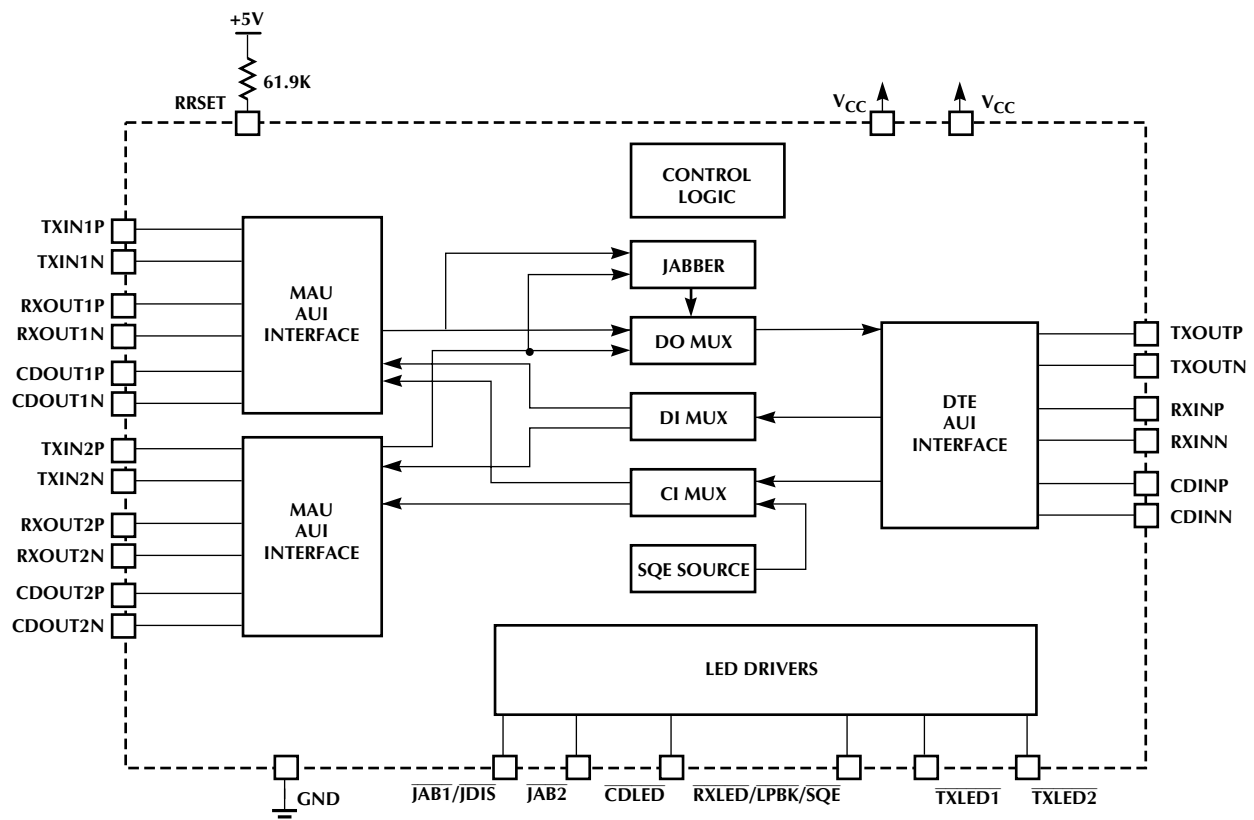 +5V
61.9K
RRSET
VCC
VCC
CONTROL
LOGIC
TXIN1P
TXIN1N
RXOUT1P
RXOUT1N
CDOUT1P
CDOUT1N
MAU
AUI
INTERFACE
JABBER
DO MUX
DI MUX
CI MUX
SQE SOURCE
DTE
AUI
INTERFACE
TXOUTP
TXOUTN
RXINP
RXINN
CDINP
CDINN
TXIN2P
TXIN2N
RXOUT2P
RXOUT2N
CDOUT2P
CDOUT2N
MAU
AUI
INTERFACE
LED DRIVERS
GND
JAB1/JDIS
JAB2
CDLED
RXLED/LPBK/SQE
TXLED1
TXLED2